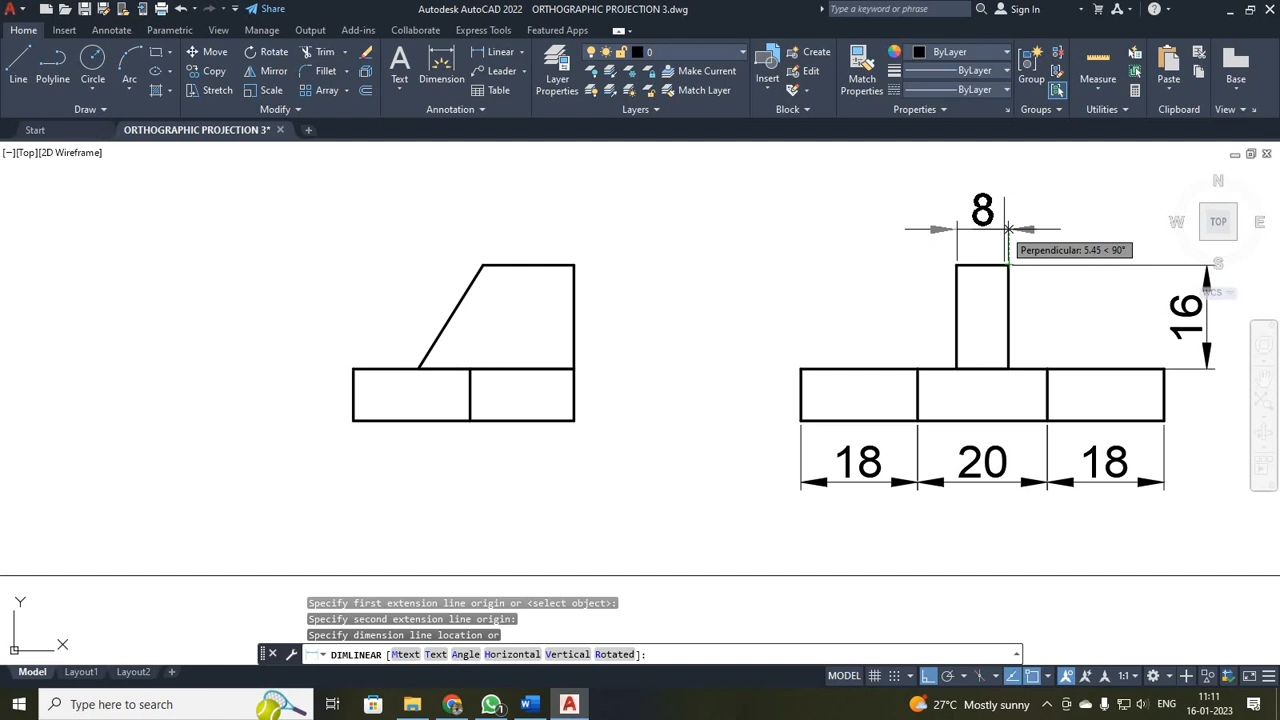 Share
Autodesk AutoCAD 2022 ORTHOGRAPHIC PROJECTION 3.dwg
Type a keyword or phrase
Sign In
Home Insert Annotate Parametric View Manage Output Add-ins Collaborate Express Tools Featured Apps
Line Polyline Circle Arc
Move Rotate Trim
Copy Mirror Fillet
Stretch Scale Array
Text Dimension
Linear
Leader
Table
Layer Properties
0
Make Current
Match Layer
Insert
Create
Edit
Match Properties
ByLayer
ByLayer
ByLayer
Group
Measure
Paste
Base
Draw Modify Annotation Layers Block Properties Groups Utilities Clipboard View
Start ORTHOGRAPHIC PROJECTION 3*
[−][Top][2D Wireframe]
N
W TOP E
S
WCS
8
Perpendicular: 5.45 < 90°
16
18 20 18
Y
X
Specify first extension line origin or <select object>:
Specify second extension line origin:
Specify dimension line location or
DIMLINEAR [Mtext Text Angle Horizontal Vertical Rotated]:
Model Layout1 Layout2
MODEL
1:1
Type here to search
1
27°C Mostly sunny
ENG
11:11
16-01-2023